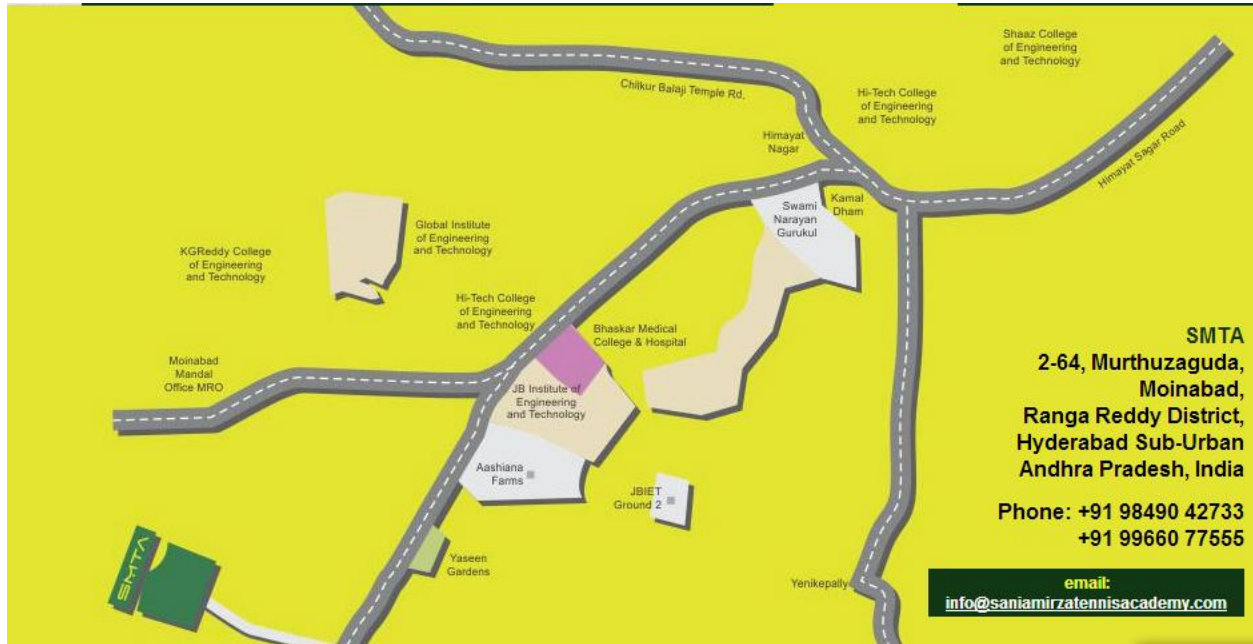 Shaaz College
of Engineering
and Technology
Chilkur Balaji Temple Rd.
Hi-Tech College
of Engineering
and Technology
Himayat
Nagar
Himayat Sagar Road
Swami
Narayan
Gurukul
Kamal
Dham
Global Institute
of Engineering
and Technology
KGReddy College
of Engineering
and Technology
Hi-Tech College
of Engineering
and Technology
Bhaskar Medical
College & Hospital
Moinabad
Mandal
Office MRO
JB Institute of
Engineering
and Technology
Aashiana
Farms
JBIET
Ground 2
Yaseen
Gardens
Yenikepally
SMTA
SMTA
2-64, Murthuzaguda,
Moinabad,
Ranga Reddy District,
Hyderabad Sub-Urban
Andhra Pradesh, India
Phone: +91 98490 42733
+91 99660 77555
email:
info@saniamirzatennisacademy.com